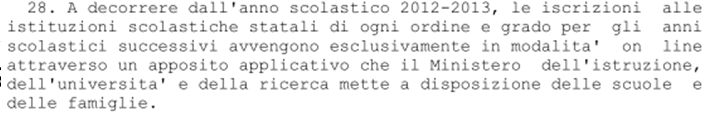 28. A decorrere dall'anno scolastico 2012-2013, le iscrizioni alle
istituzioni scolastiche statali di ogni ordine e grado per gli anni
scolastici successivi avvengono esclusivamente in modalita' on line
attraverso un apposito applicativo che il Ministero dell'istruzione,
dell'universita' e della ricerca mette a disposizione delle scuole e
delle famiglie.